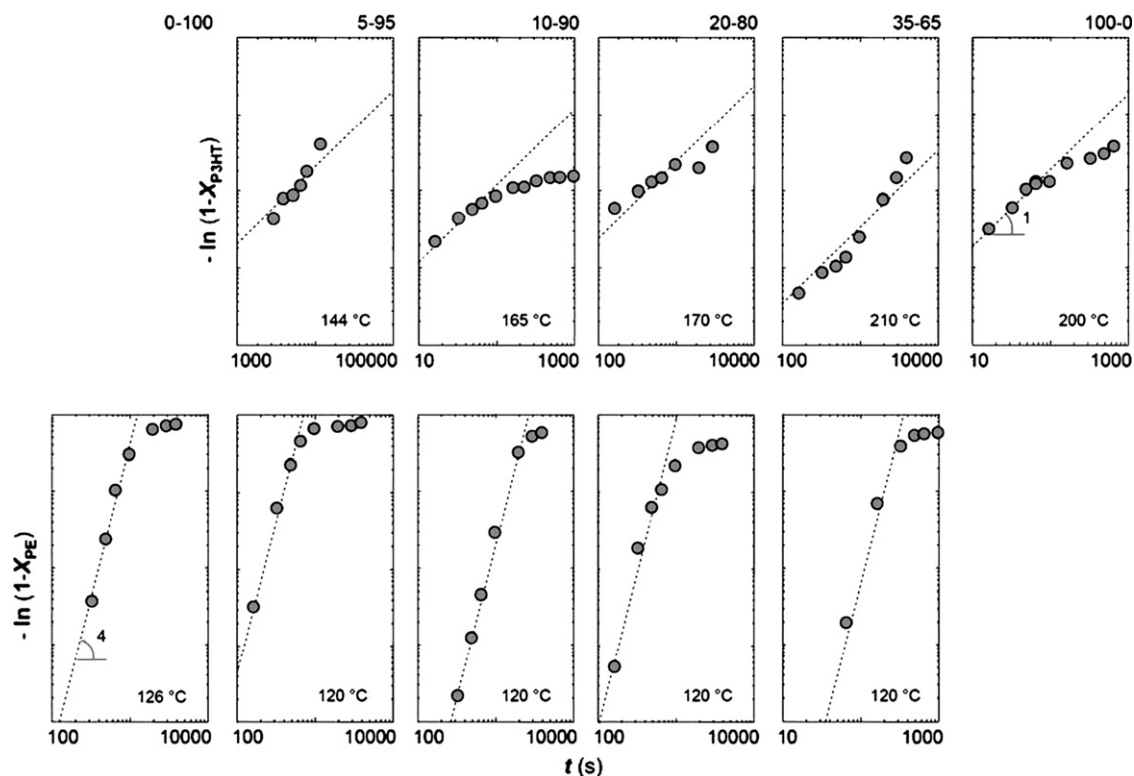 0-100 5-95 10-90 20-80 35-65 100-0
- ln (1-XP3HT)
1
144 °C 165 °C 170 °C 210 °C 200 °C
1000 100000 10 1000 100 10000 100 10000 10 1000
- ln (1-XPE)
4
126 °C 120 °C 120 °C 120 °C 120 °C
100 10000 100 10000 100 10000 100 10000 10 1000
t (s)